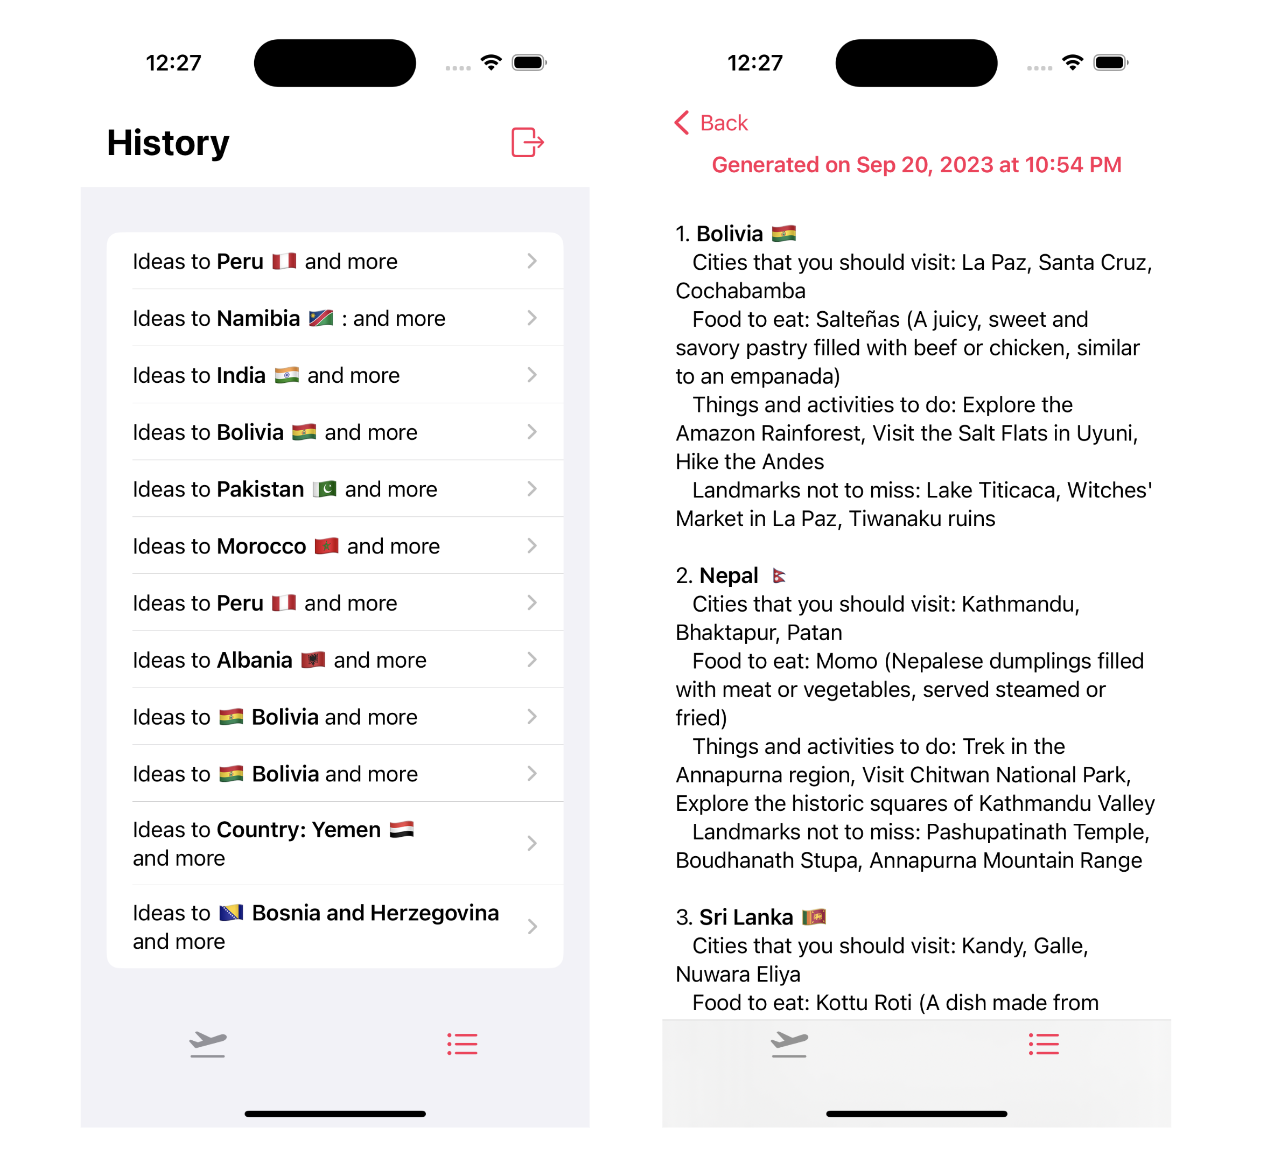 12:27
History
Ideas to Peru 🇵🇪 and more
Ideas to Namibia 🇳🇦 : and more
Ideas to India 🇮🇳 and more
Ideas to Bolivia 🇧🇴 and more
Ideas to Pakistan 🇵🇰 and more
Ideas to Morocco 🇲🇦 and more
Ideas to Peru 🇵🇪 and more
Ideas to Albania 🇦🇱 and more
Ideas to 🇧🇴 Bolivia and more
Ideas to 🇧🇴 Bolivia and more
Ideas to Country: Yemen 🇾🇪
and more
Ideas to 🇧🇦 Bosnia and Herzegovina
and more
12:27
Back
Generated on Sep 20, 2023 at 10:54 PM
1. Bolivia 🇧🇴
Cities that you should visit: La Paz, Santa Cruz,
Cochabamba
Food to eat: Salteñas (A juicy, sweet and
savory pastry filled with beef or chicken, similar
to an empanada)
Things and activities to do: Explore the
Amazon Rainforest, Visit the Salt Flats in Uyuni,
Hike the Andes
Landmarks not to miss: Lake Titicaca, Witches'
Market in La Paz, Tiwanaku ruins
2. Nepal 🇳🇵
Cities that you should visit: Kathmandu,
Bhaktapur, Patan
Food to eat: Momo (Nepalese dumplings filled
with meat or vegetables, served steamed or
fried)
Things and activities to do: Trek in the
Annapurna region, Visit Chitwan National Park,
Explore the historic squares of Kathmandu Valley
Landmarks not to miss: Pashupatinath Temple,
Boudhanath Stupa, Annapurna Mountain Range
3. Sri Lanka 🇱🇰
Cities that you should visit: Kandy, Galle,
Nuwara Eliya
Food to eat: Kottu Roti (A dish made from